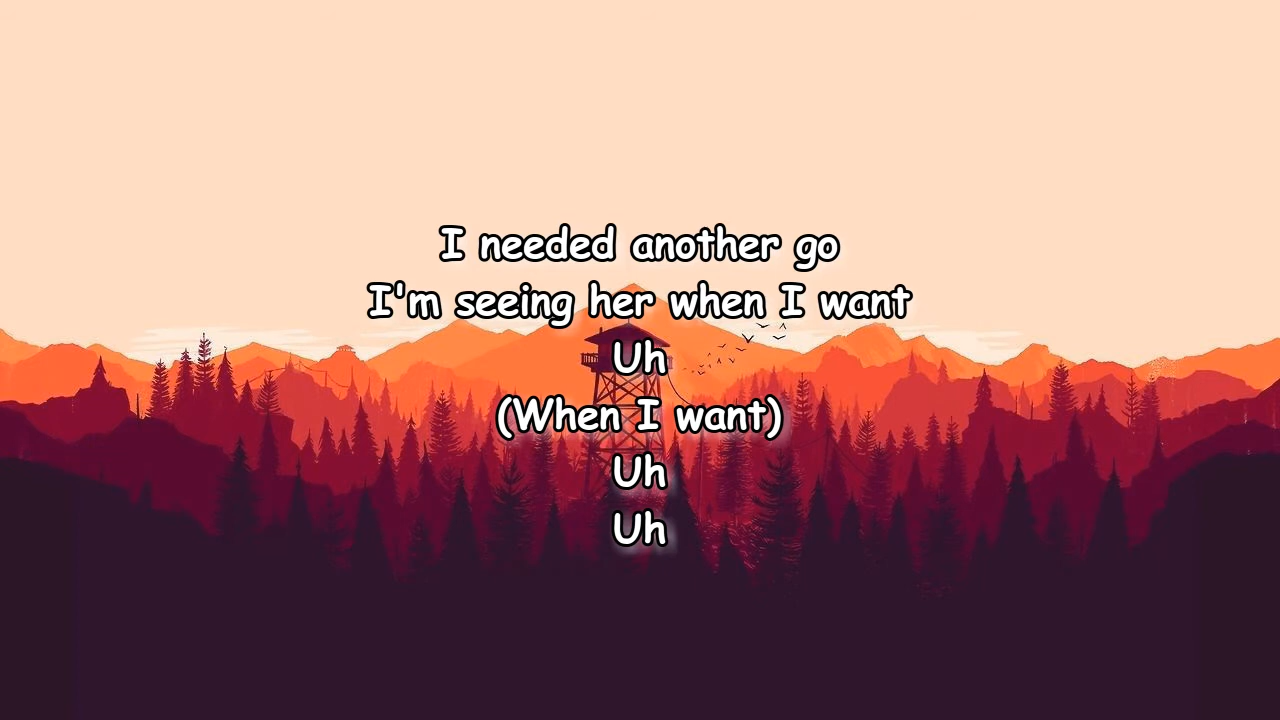 I needed another go
I'm seeing her when I want
Uh
(When I want)
Uh
Uh